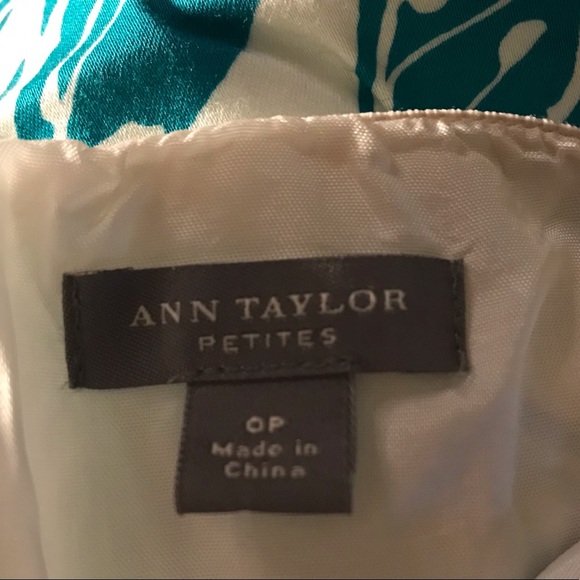 ANN TAYLOR
PETITES
0P
Made in
China